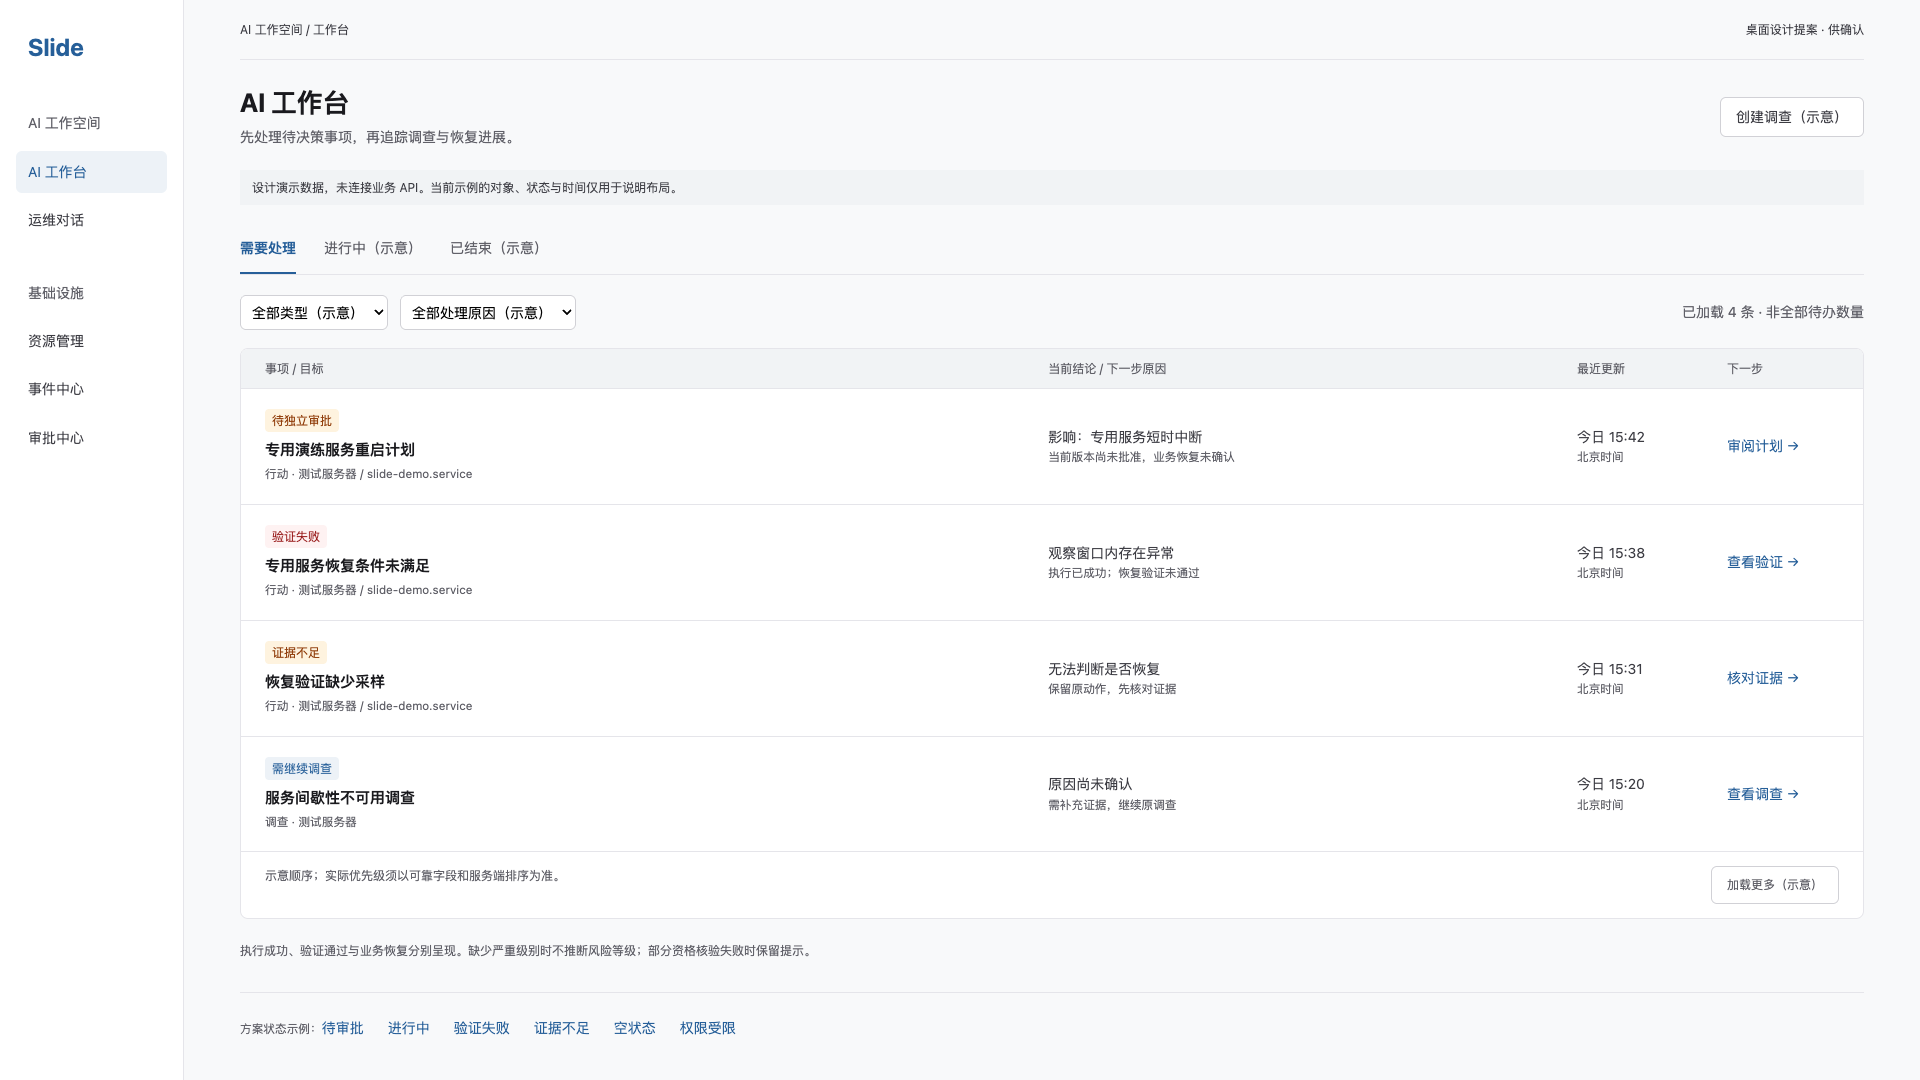 Slide
AI 工作空间
AI 工作台
运维对话
基础设施
资源管理
事件中心
审批中心
AI 工作空间 / 工作台
桌面设计提案 · 供确认
AI 工作台
先处理待决策事项，再追踪调查与恢复进展。
创建调查（示意）
设计演示数据，未连接业务 API。当前示例的对象、状态与时间仅用于说明布局。
需要处理
进行中（示意）
已结束（示意）
全部类型（示意）
全部处理原因（示意）
已加载 4 条 · 非全部待办数量
事项 / 目标
当前结论 / 下一步原因
最近更新
下一步
待独立审批
专用演练服务重启计划
行动 · 测试服务器 / slide-demo.service
影响：专用服务短时中断
当前版本尚未批准，业务恢复未确认
今日 15:42
北京时间
审阅计划 →
验证失败
专用服务恢复条件未满足
行动 · 测试服务器 / slide-demo.service
观察窗口内存在异常
执行已成功；恢复验证未通过
今日 15:38
北京时间
查看验证 →
证据不足
恢复验证缺少采样
行动 · 测试服务器 / slide-demo.service
无法判断是否恢复
保留原动作，先核对证据
今日 15:31
北京时间
核对证据 →
需继续调查
服务间歇性不可用调查
调查 · 测试服务器
原因尚未确认
需补充证据，继续原调查
今日 15:20
北京时间
查看调查 →
示意顺序；实际优先级须以可靠字段和服务端排序为准。
加载更多（示意）
执行成功、验证通过与业务恢复分别呈现。缺少严重级别时不推断风险等级；部分资格核验失败时保留提示。
方案状态示例：
待审批
进行中
验证失败
证据不足
空状态
权限受限